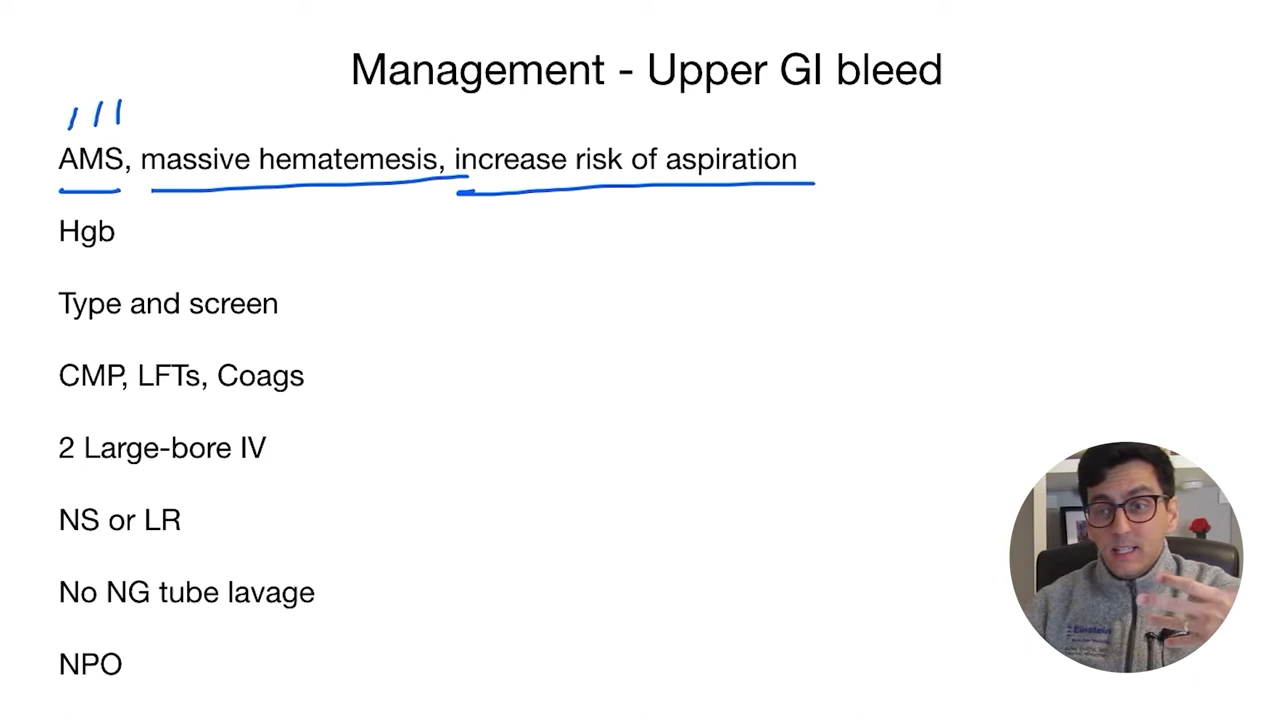 Management - Upper GI bleed
AMS, massive hematemesis, increase risk of aspiration
Hgb
Type and screen
CMP, LFTs, Coags
2 Large-bore IV
NS or LR
No NG tube lavage
NPO
Einstein